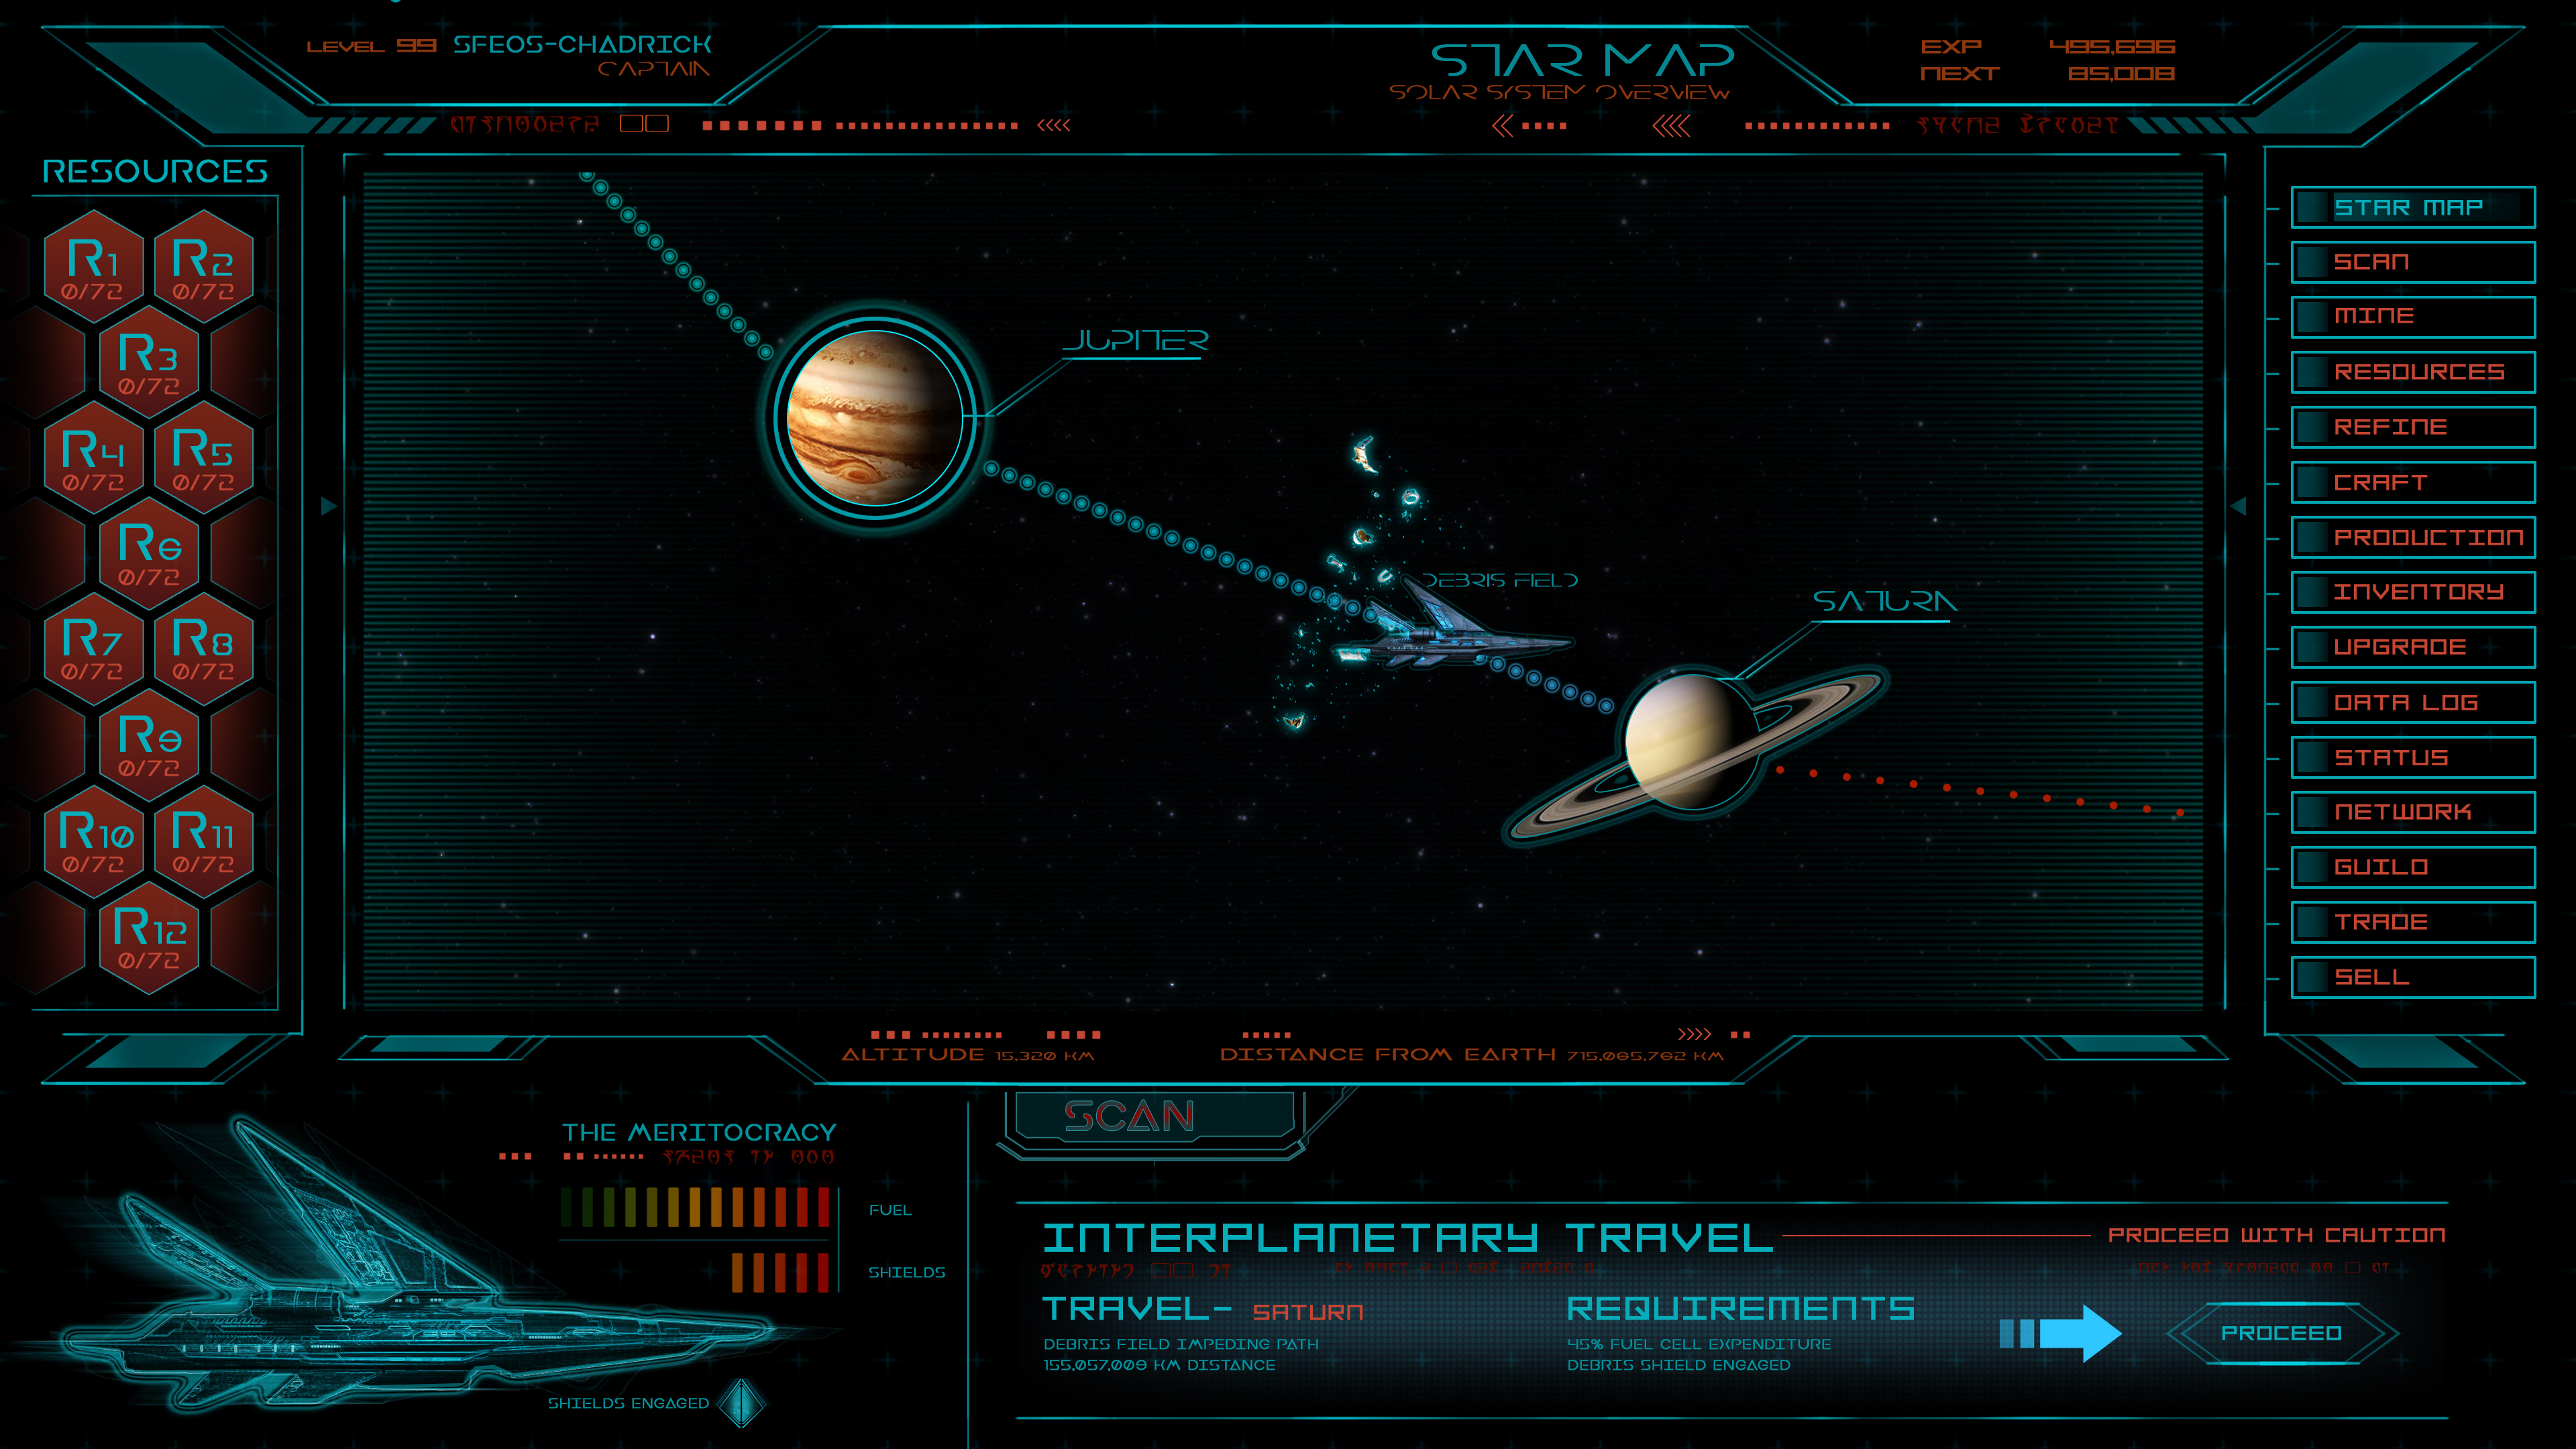 LEVEL 99 SFEOS-CHADRICK
CAPTAIN
STAR MAP
SOLAR SYSTEM OVERVIEW
EXP 495,696
NEXT 85,008
RESOURCES
R1
0/72
R2
0/72
R3
0/72
R4
0/72
R5
0/72
R6
0/72
R7
0/72
R8
0/72
R9
0/72
R10
0/72
R11
0/72
R12
0/72
JUPITER
DEBRIS FIELD
SATURN
STAR MAP
SCAN
MINE
RESOURCES
REFINE
CRAFT
PRODUCTION
INVENTORY
UPGRADE
DATA LOG
STATUS
NETWORK
GUILD
TRADE
SELL
ALTITUDE 15,320 KM
DISTANCE FROM EARTH 715,065,762 KM
THE MERITOCRACY
FUEL
SHIELDS
SHIELDS ENGAGED
SCAN
INTERPLANETARY TRAVEL
PROCEED WITH CAUTION
TRAVEL- SATURN
DEBRIS FIELD IMPEDING PATH
155,057,009 KM DISTANCE
REQUIREMENTS
45% FUEL CELL EXPENDITURE
DEBRIS SHIELD ENGAGED
PROCEED